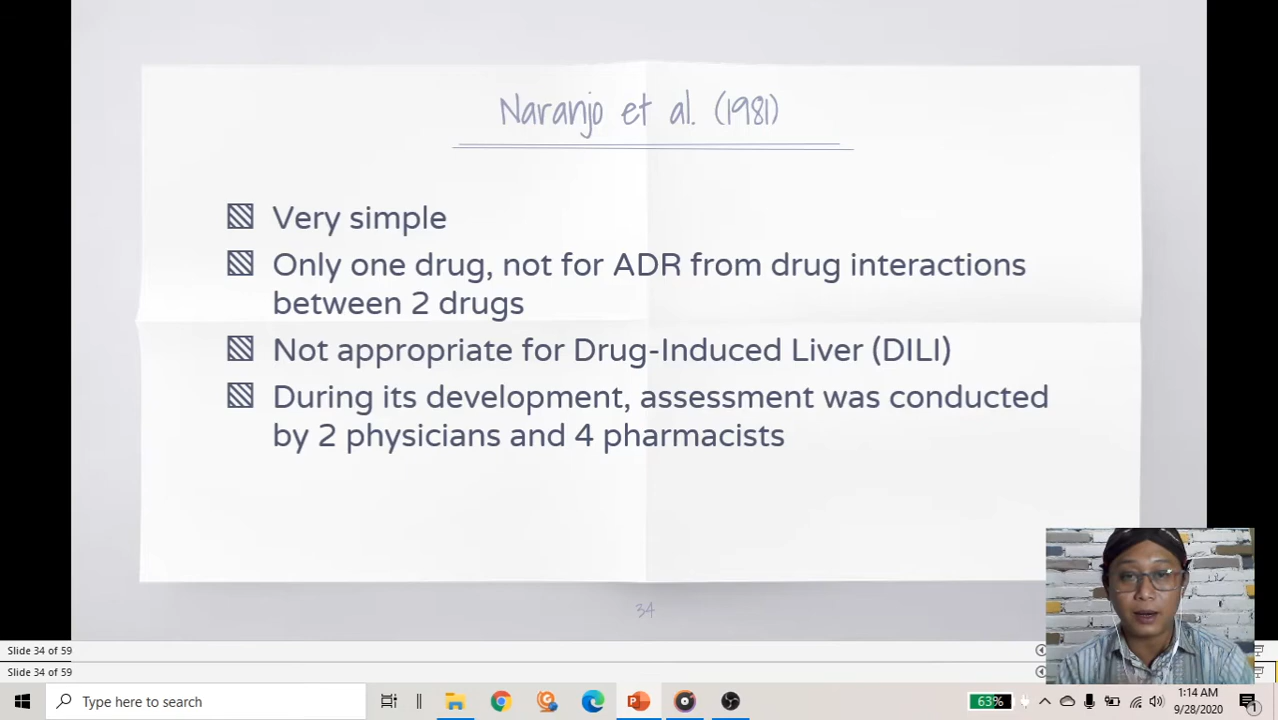 Naranjo et al. (1981)
Very simple
Only one drug, not for ADR from drug interactions
between 2 drugs
Not appropriate for Drug-Induced Liver (DILI)
During its development, assessment was conducted
by 2 physicians and 4 pharmacists
34
Slide 34 of 59
Slide 34 of 59
Type here to search
63%
1:14 AM
9/28/2020
1